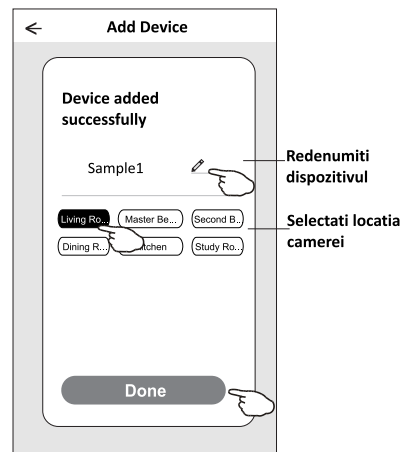 Add Device
Device added
successfully
Sample1
Redenumiti
dispozitivul
Living Ro... Master Be... Second B..
Selectati locatia
camerei
Dining R... tchen Study Ro...
Done